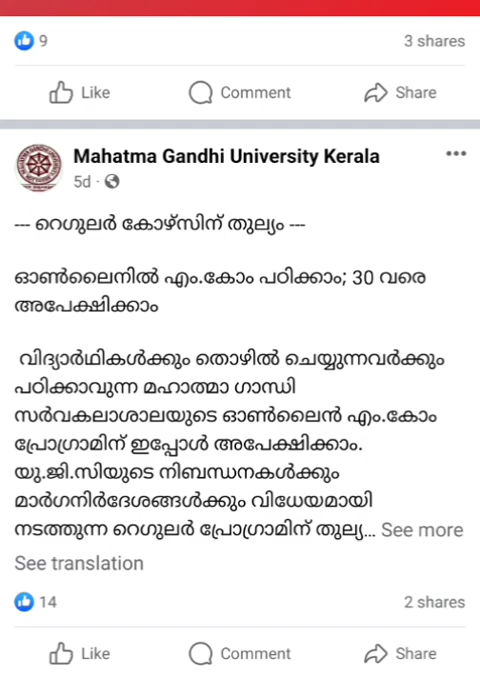 9 3 shares
Like Comment Share
Mahatma Gandhi University Kerala
5d ·
--- റെഗുലർ കോഴ്സിന് തുല്യം ---
ഓൺലൈനിൽ എം.കോം പഠിക്കാം; 30 വരെ
അപേക്ഷിക്കാം
വിദ്യാർഥികൾക്കും തൊഴിൽ ചെയ്യുന്നവർക്കും
പഠിക്കാവുന്ന മഹാത്മാ ഗാന്ധി
സർവകലാശാലയുടെ ഓൺലൈൻ എം.കോം
പ്രോഗ്രാമിന് ഇപ്പോൾ അപേക്ഷിക്കാം.
യു.ജി.സിയുടെ നിബന്ധനകൾക്കും
മാർഗനിർദേശങ്ങൾക്കും വിധേയമായി
നടത്തുന്ന റെഗുലർ പ്രോഗ്രാമിന് തുല്യ... See more
See translation
14 2 shares
Like Comment Share